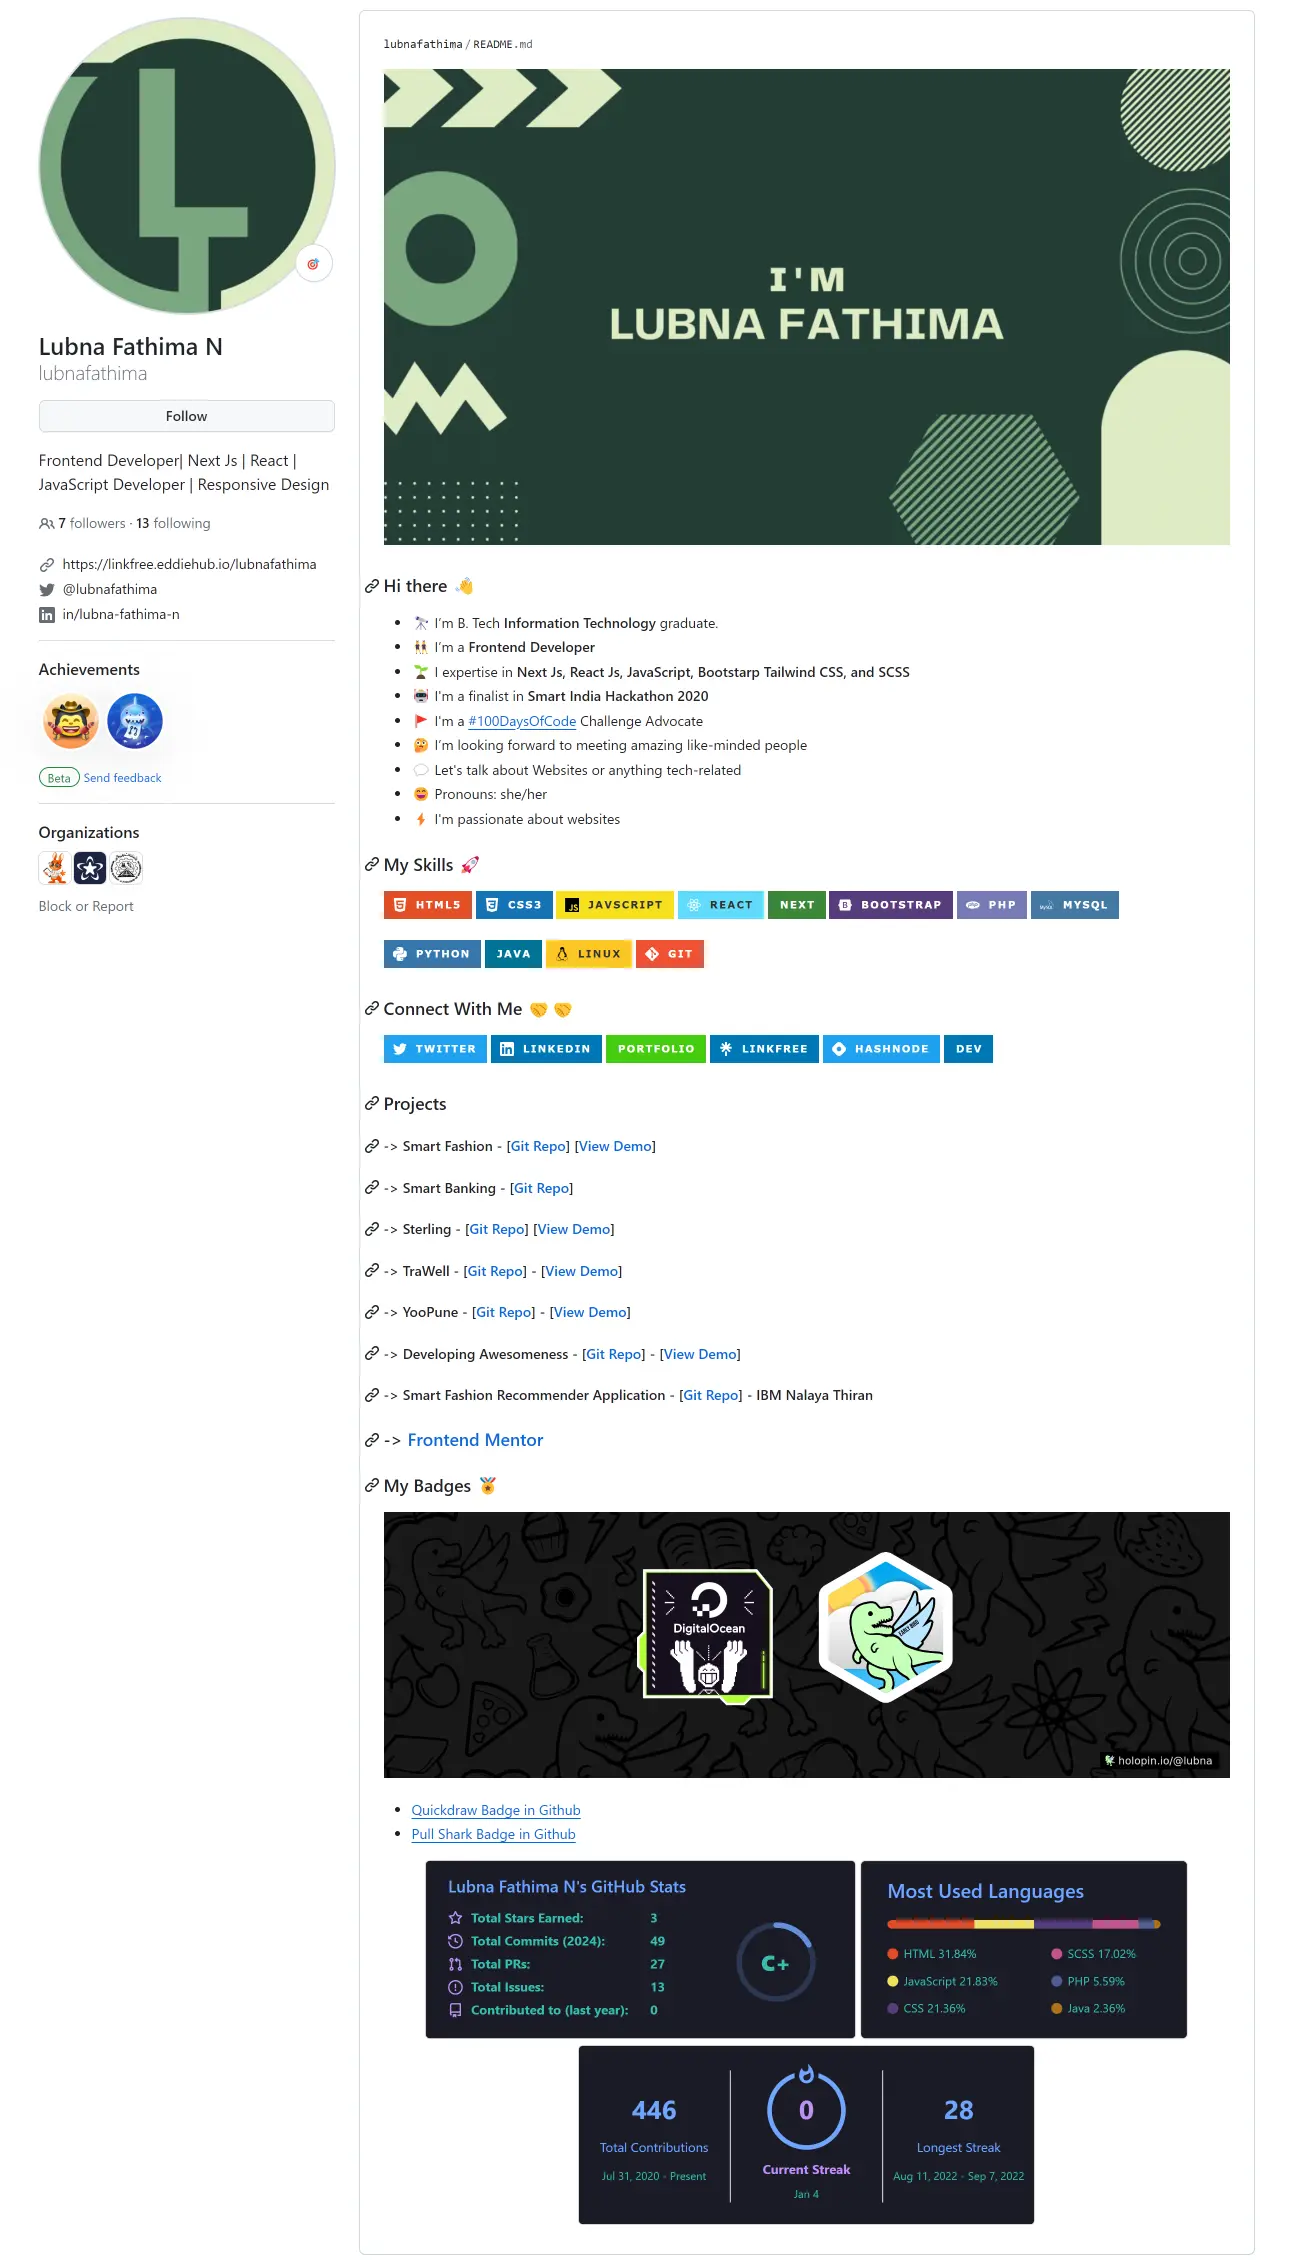 Lubna Fathima N
lubnafathima
Follow
Frontend Developer| Next Js | React |
JavaScript Developer | Responsive Design
7 followers · 13 following
https://linkfree.eddiehub.io/lubnafathima
@lubnafathima
in/lubna-fathima-n
Achievements
Beta Send feedback
Organizations
Block or Report
lubnafathima/README.md
I'M
LUBNA FATHIMA
Hi there 👋
🔭 I'm B. Tech Information Technology graduate.
👯 I'm a Frontend Developer
🌱 I expertise in Next Js, React Js, JavaScript, Bootstarp Tailwind CSS, and SCSS
🤖 I'm a finalist in Smart India Hackathon 2020
🚩 I'm a #100DaysOfCode Challenge Advocate
🤔 I'm looking forward to meeting amazing like-minded people
💬 Let's talk about Websites or anything tech-related
😄 Pronouns: she/her
⚡ I'm passionate about websites
My Skills 🚀
HTML5 CSS3 JS JAVSCRIPT REACT NEXT B BOOTSTRAP php PHP MySQL MYSQL
PYTHON JAVA LINUX GIT
Connect With Me 🤝 🤝
TWITTER in LINKEDIN PORTFOLIO LINKFREE HASHNODE DEV
Projects
-> Smart Fashion - [Git Repo] [View Demo]
-> Smart Banking - [Git Repo]
-> Sterling - [Git Repo] [View Demo]
-> TraWell - [Git Repo] - [View Demo]
-> YooPune - [Git Repo] - [View Demo]
-> Developing Awesomeness - [Git Repo] - [View Demo]
-> Smart Fashion Recommender Application - [Git Repo] - IBM Nalaya Thiran
-> Frontend Mentor
My Badges 🏅
DigitalOcean
EARLY BIRD
holopin.io/@lubna
Quickdraw Badge in Github
Pull Shark Badge in Github
Lubna Fathima N's GitHub Stats
Total Stars Earned: 3
Total Commits (2024): 49
Total PRs: 27
Total Issues: 13
Contributed to (last year): 0
C+
Most Used Languages
HTML 31.84%
JavaScript 21.83%
CSS 21.36%
SCSS 17.02%
PHP 5.59%
Java 2.36%
446
Total Contributions
Jul 31, 2020 - Present
0
Current Streak
Jan 4
28
Longest Streak
Aug 11, 2022 - Sep 7, 2022